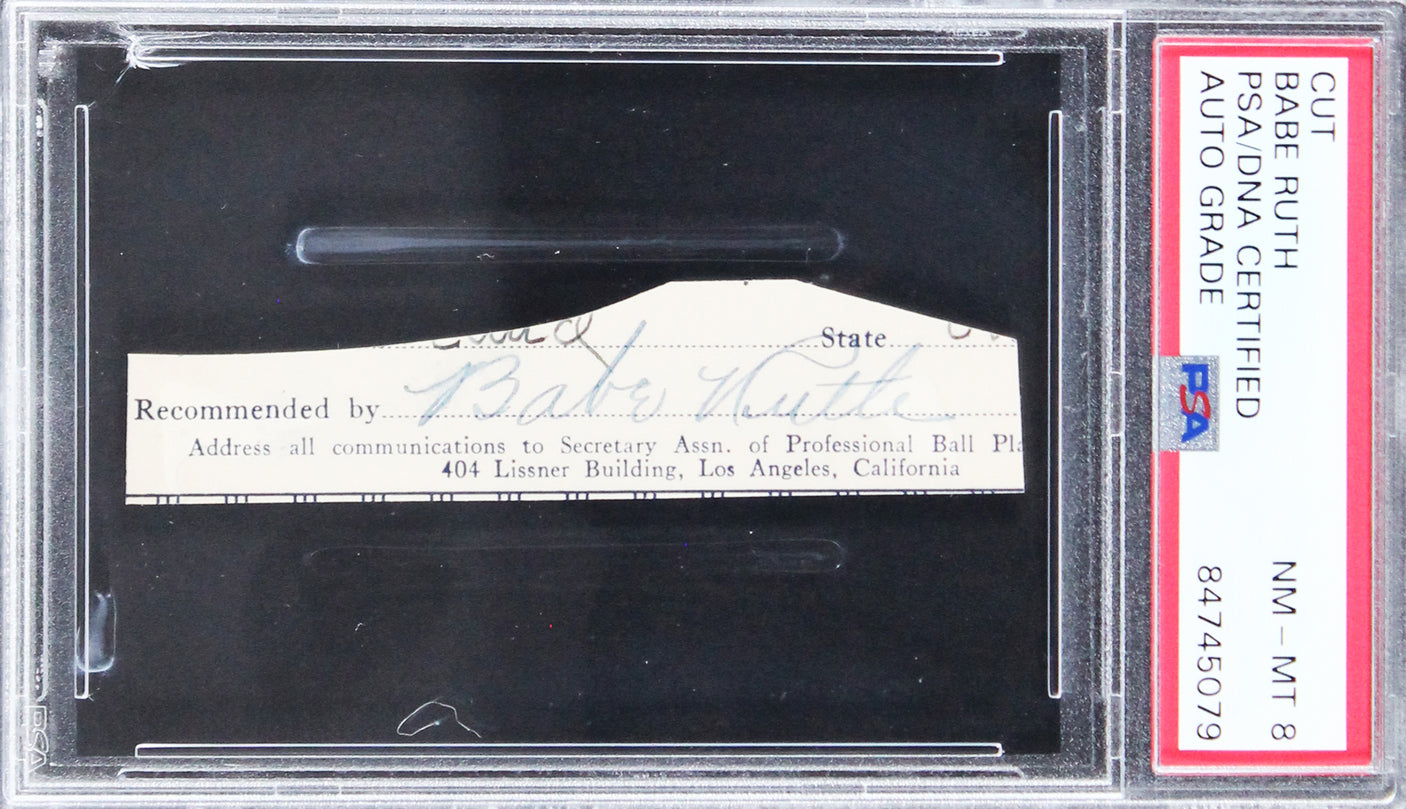 State
Recommended by Babe Ruth
Address all communications to Secretary Assn. of Professional Ball Pla
404 Lissner Building, Los Angeles, California
CUT
BABE RUTH NM-MT 8
PSA/DNA CERTIFIED
AUTO GRADE 84745079
PSA
PSA